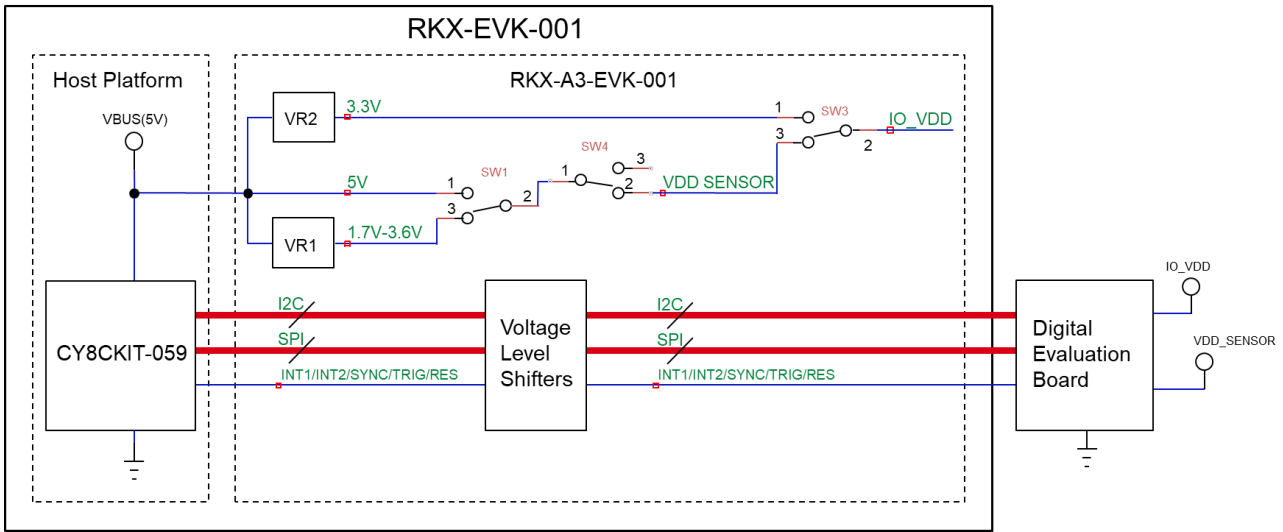 RKX-EVK-001
Host Platform
RKX-A3-EVK-001
VBUS(5V)
VR2
3.3V
1
SW3
IO_VDD
3
2
SW4
3
1
2
VDD SENSOR
SW1
5V
1
2
3
VR1
1.7V-3.6V
CY8CKIT-059
I2C
SPI
INT1/INT2/SYNC/TRIG/RES
Voltage
Level
Shifters
I2C
SPI
INT1/INT2/SYNC/TRIG/RES
Digital
Evaluation
Board
IO_VDD
VDD_SENSOR